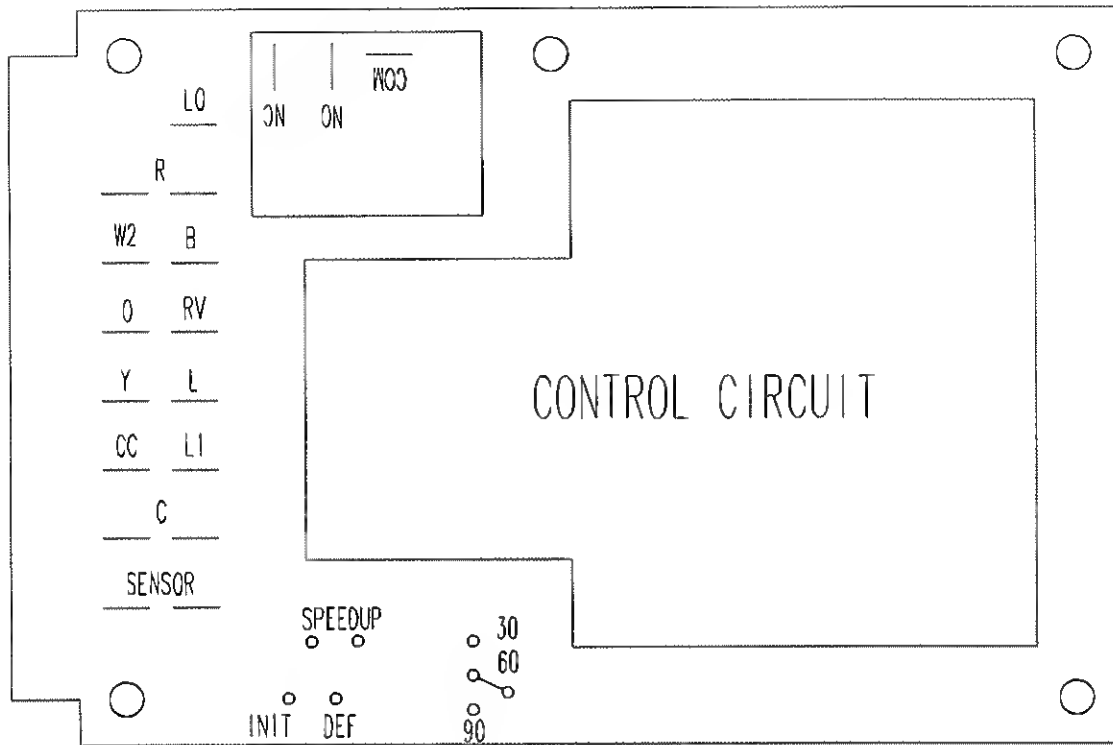 COM
NC NO
LO
R
W2 B
O RV
Y L
CC L1
C
SENSOR
CONTROL CIRCUIT
SPEEDUP
30
60
90
INIT DEF